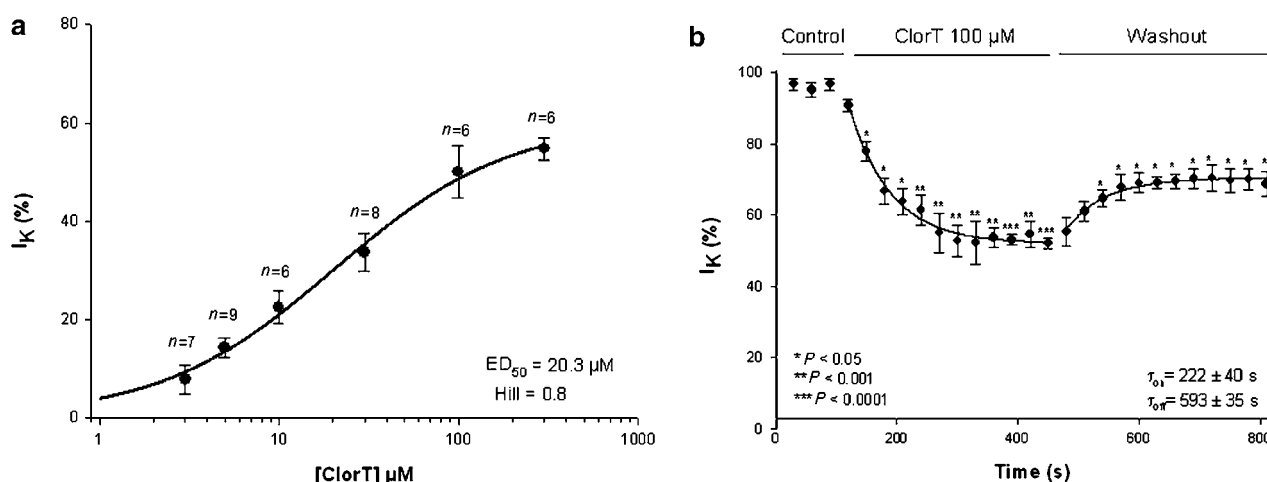 a
80
60
40
20
0
I_K (%)
n=7
n=9
n=6
n=8
n=6
n=6
ED50 = 20.3 µM
Hill = 0.8
1 10 100 1000
[ClorT] µM
b
Control ClorT 100 µM Washout
100
80
60
40
20
0
I_K (%)
* * * ** ** ** ** ** *** ** *** * * * * * * * * * *
* P < 0.05
** P < 0.001
*** P < 0.0001
τon= 222 ± 40 s
τoff= 593 ± 35 s
200 400 600 800
Time (s)